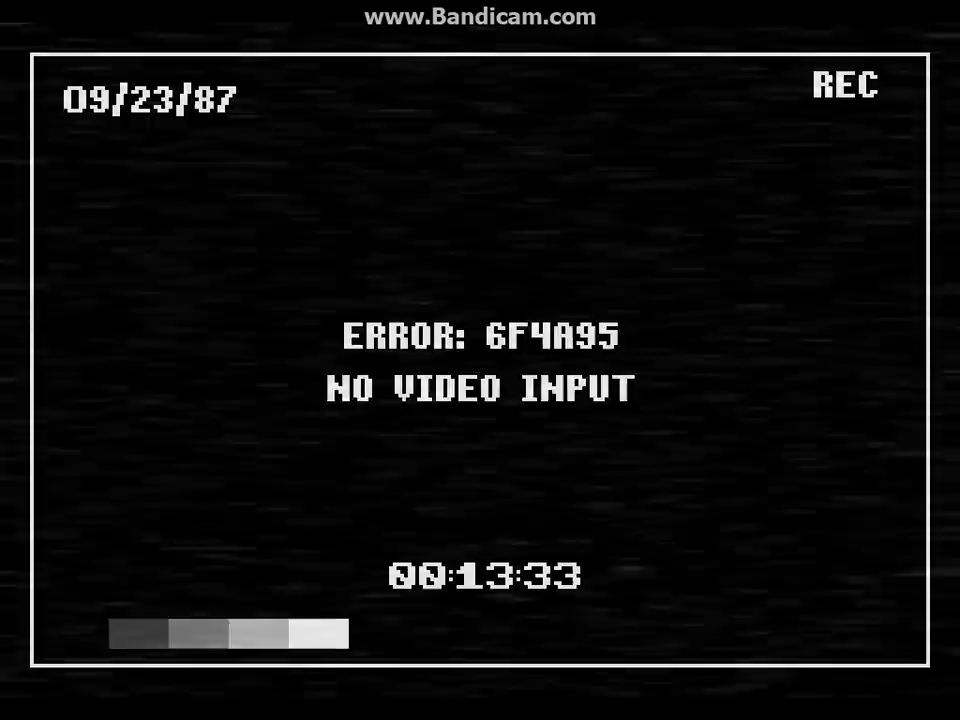 www.Bandicam.com
09/23/87
REC
ERROR: 6F4A95
NO VIDEO INPUT
00:13:33